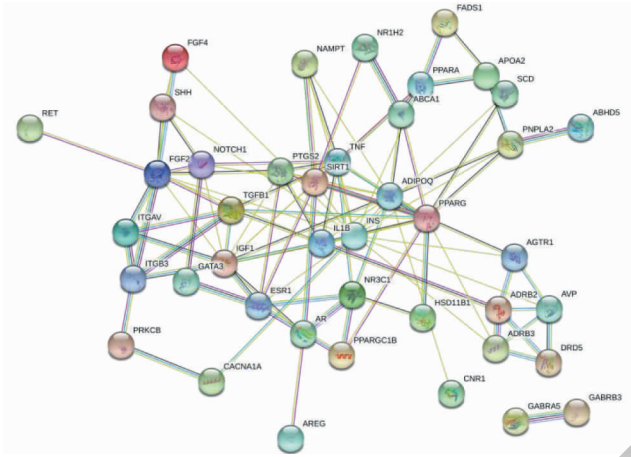 FADS1
FGF4
NAMPT
NR1H2
PPARA
APOA2
SCD
SHH
ABCA1
RET
NOTCH1
PNPLA2
ABHD5
FGF2
PTGS2
TNF
SIRT1
ADIPOQ
PPARG
TGFB1
ITGAV
IL1B
INS
IGF1
AGTR1
ITGB3
GATA3
ESR1
NR3C1
HSD11B1
ADRB2
AVP
PRKCB
AR
PPARGC1B
ADRB3
DRD5
CACNA1A
CNR1
GABRA5
GABRB3
AREG